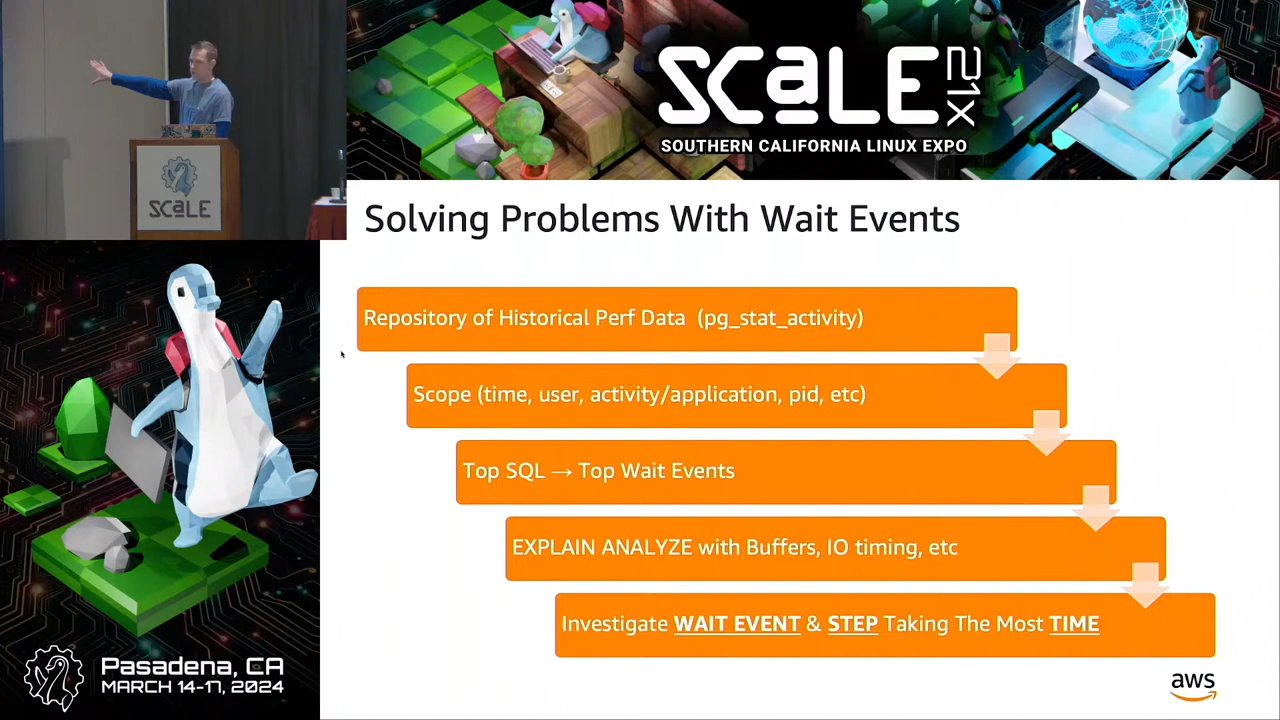 SCaLE 21x
SOUTHERN CALIFORNIA LINUX EXPO
SCaLE
Solving Problems With Wait Events
Repository of Historical Perf Data (pg_stat_activity)
Scope (time, user, activity/application, pid, etc)
Top SQL → Top Wait Events
EXPLAIN ANALYZE with Buffers, IO timing, etc
Investigate WAIT EVENT & STEP Taking The Most TIME
Pasadena, CA
MARCH 14-17, 2024
aws